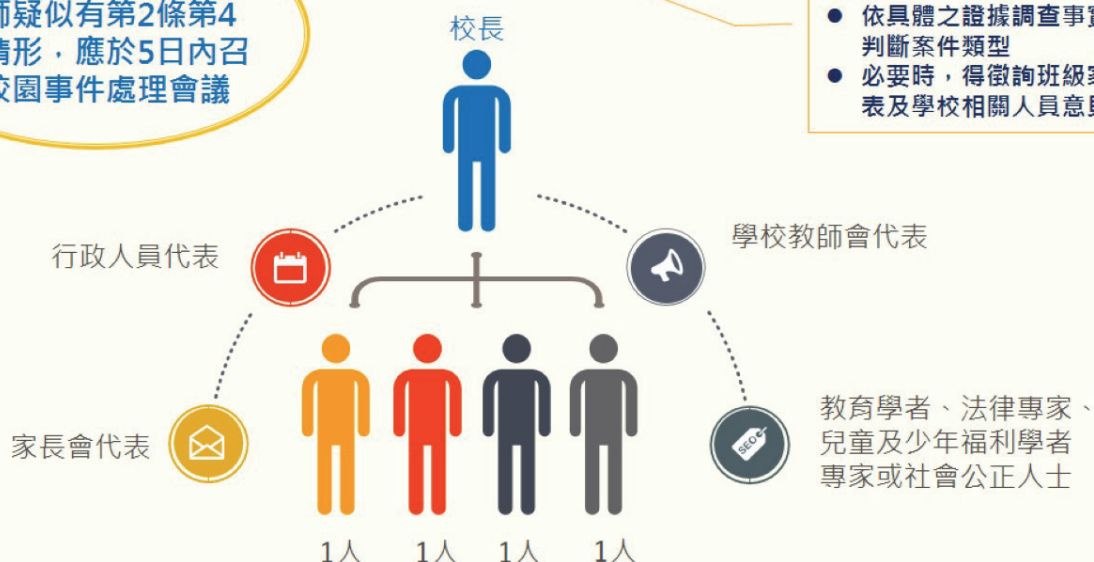 師疑似有第2條第4
情形，應於5日內召
校園事件處理會議
校長
● 依具體之證據調查事實
判斷案件類型
● 必要時，得徵詢班級家
表及學校相關人員意見
行政人員代表
學校教師會代表
家長會代表
教育學者、法律專家、
兒童及少年福利學者
專家或社會公正人士
SEO
1人 1人 1人 1人